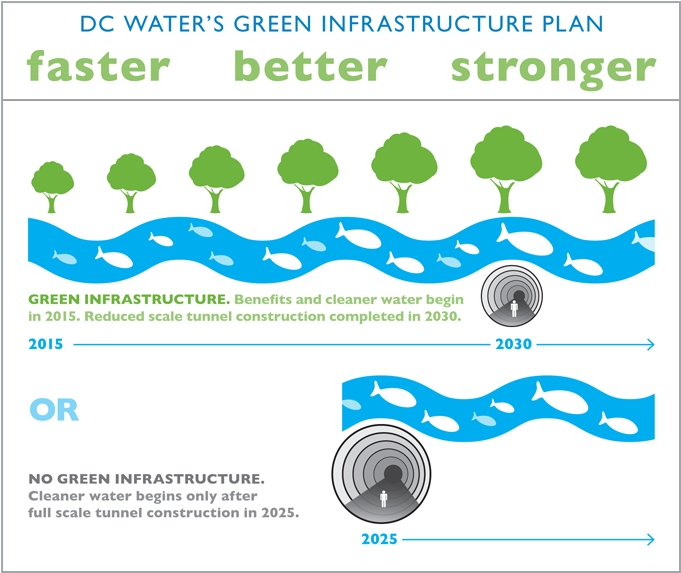 DC WATER'S GREEN INFRASTRUCTURE PLAN
faster better stronger
GREEN INFRASTRUCTURE. Benefits and cleaner water begin
in 2015. Reduced scale tunnel construction completed in 2030.
2015 2030
OR
NO GREEN INFRASTRUCTURE.
Cleaner water begins only after
full scale tunnel construction in 2025.
2025